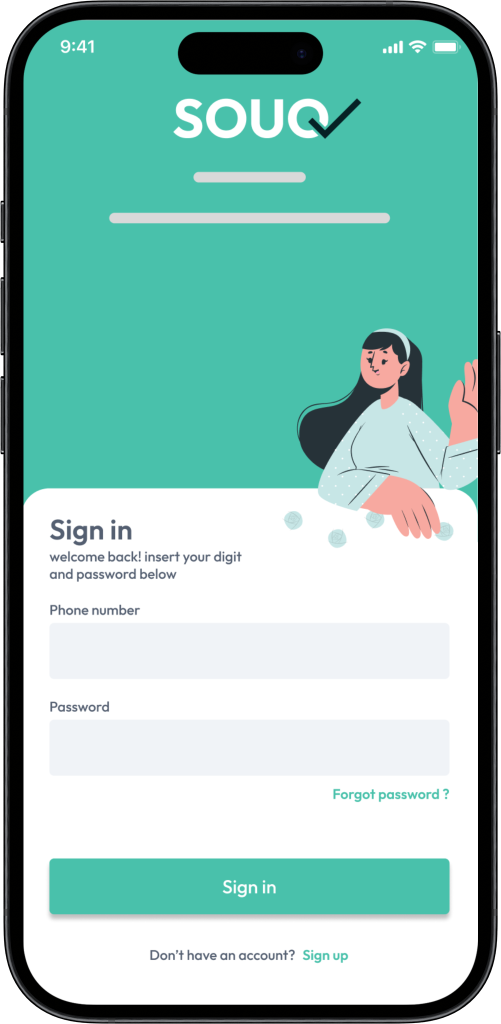 9:41
SOUQ
Sign in
welcome back! insert your digit
and password below
Phone number
Password
Forgot password ?
Sign in
Don't have an account? Sign up